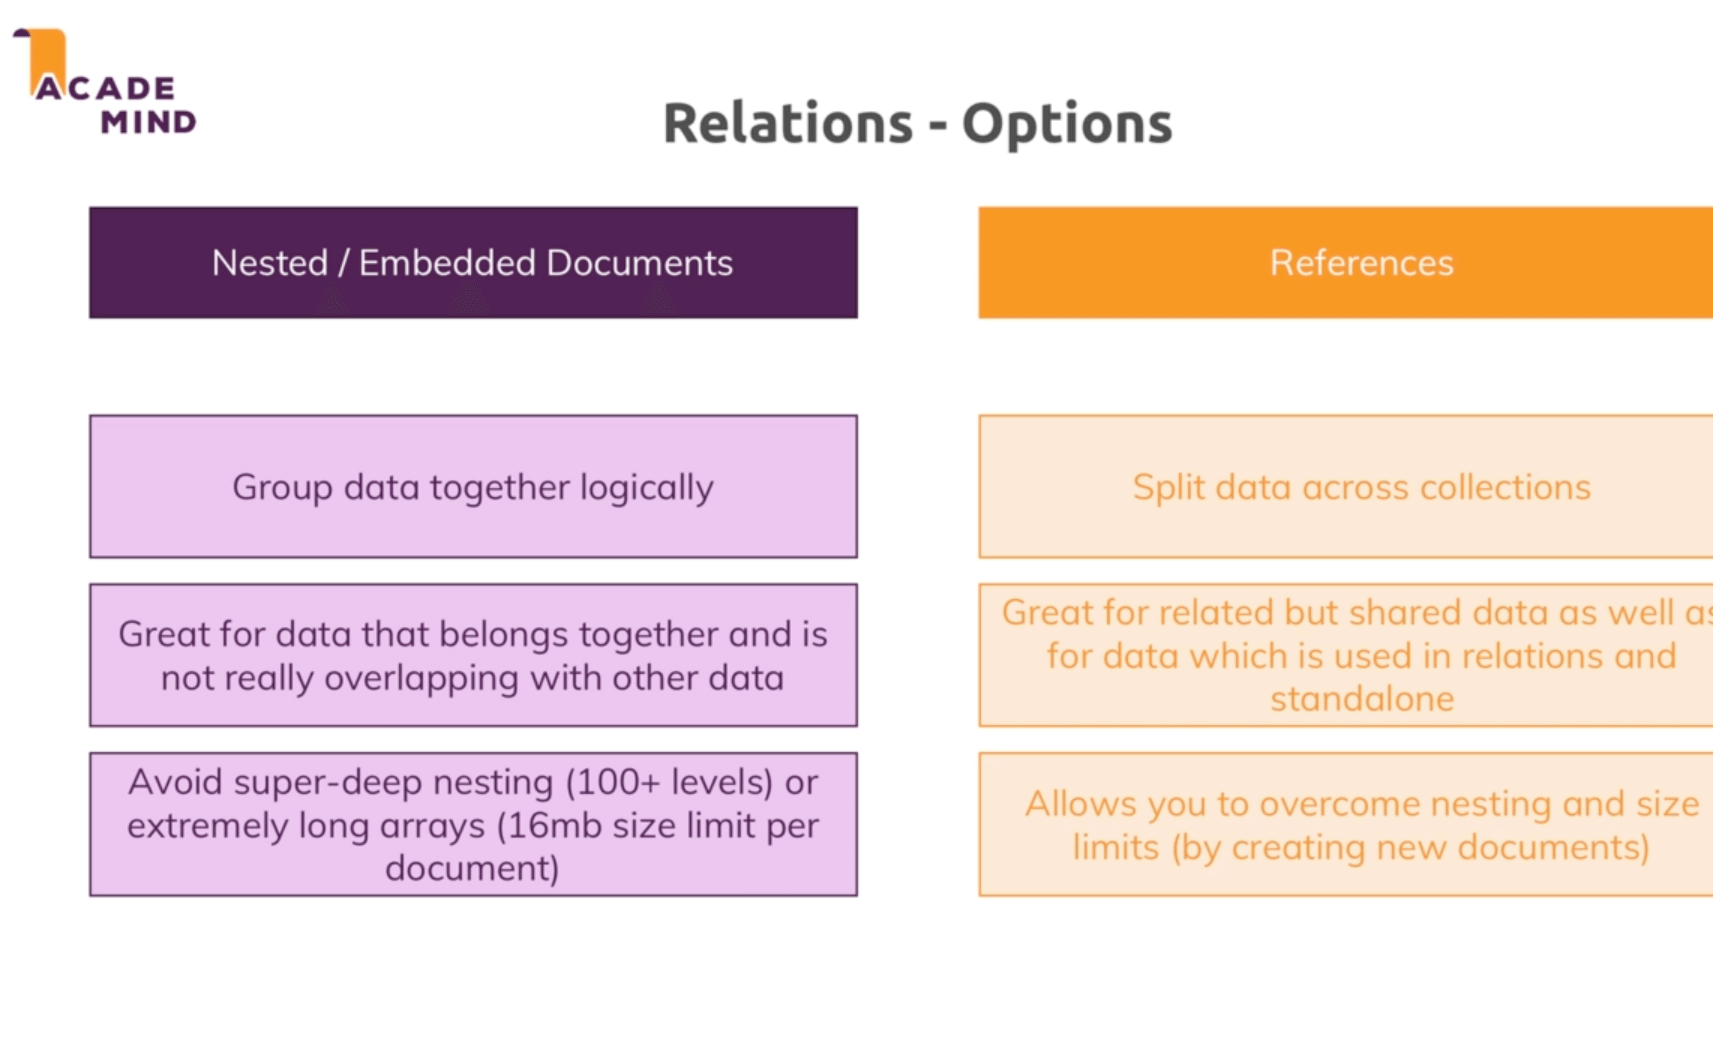 ACADE
MIND
Relations - Options
Nested / Embedded Documents
References
Group data together logically
Split data across collections
Great for data that belongs together and is
not really overlapping with other data
Great for related but shared data as well as
for data which is used in relations and
standalone
Avoid super-deep nesting (100+ levels) or
extremely long arrays (16mb size limit per
document)
Allows you to overcome nesting and size
limits (by creating new documents)